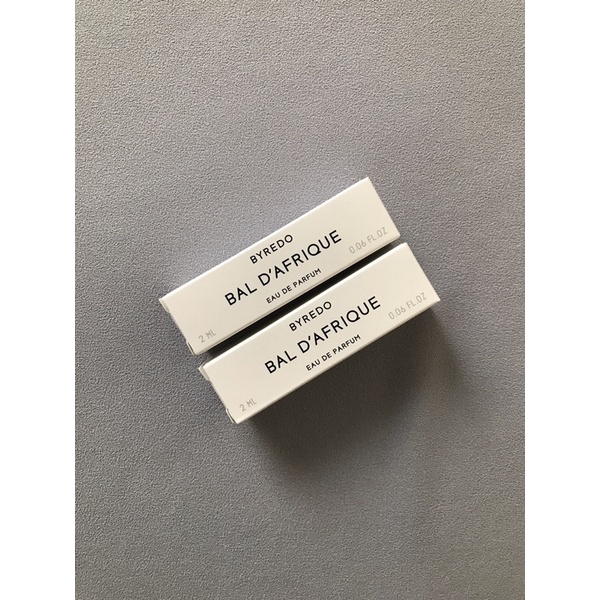 BYREDO
BAL D'AFRIQUE
EAU DE PARFUM
2 ML
0.06 FL.OZ
BYREDO
BAL D'AFRIQUE
EAU DE PARFUM
2 ML
0.06 FL.OZ